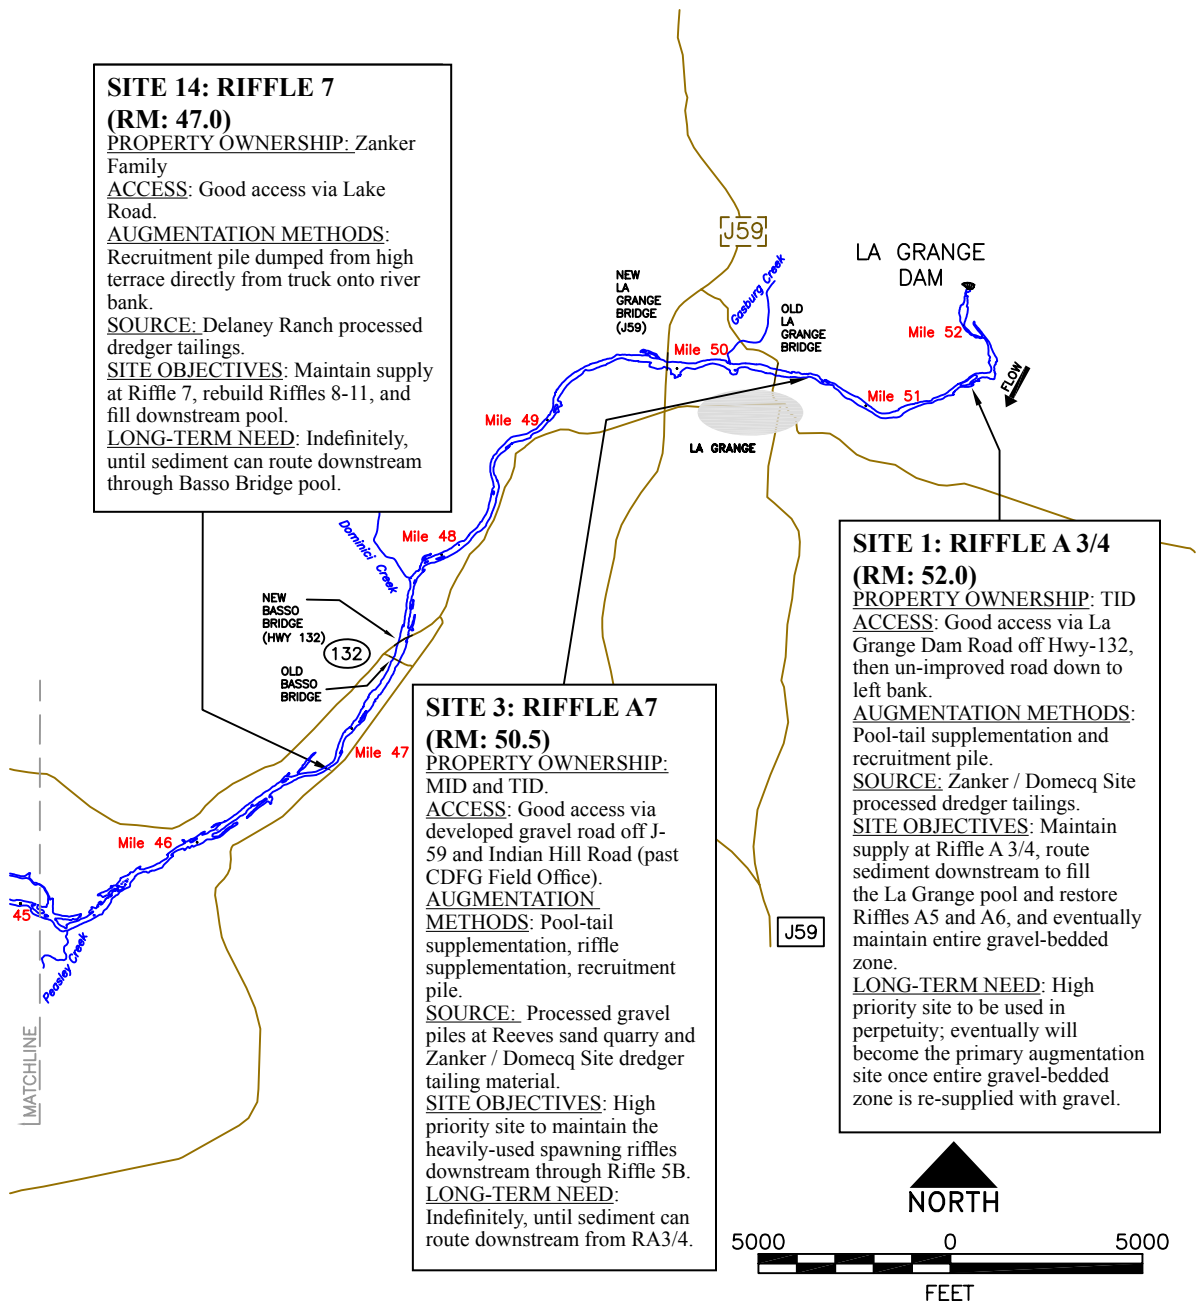 SITE 14: RIFFLE 7
(RM: 47.0)
PROPERTY OWNERSHIP: Zanker
Family
ACCESS: Good access via Lake
Road.
AUGMENTATION METHODS:
Recruitment pile dumped from high
terrace directly from truck onto river
bank.
SOURCE: Delaney Ranch processed
dredger tailings.
SITE OBJECTIVES: Maintain supply
at Riffle 7, rebuild Riffles 8-11, and
fill downstream pool.
LONG-TERM NEED: Indefinitely,
until sediment can route downstream
through Basso Bridge pool.
J59
LA GRANGE
DAM
NEW
LA
GRANGE
BRIDGE
(J59)
Gasburg Creek
OLD
LA
GRANGE
BRIDGE
Mile 52
Mile 50
FLOW
Mile 51
Mile 49
LA GRANGE
Dominici Creek
Mile 48
NEW
BASSO
BRIDGE
(HWY 132)
132
OLD
BASSO
BRIDGE
Mile 47
Mile 46
45
Peasley Creek
MATCHLINE
SITE 3: RIFFLE A7
(RM: 50.5)
PROPERTY OWNERSHIP:
MID and TID.
ACCESS: Good access via
developed gravel road off J-
59 and Indian Hill Road (past
CDFG Field Office).
AUGMENTATION
METHODS: Pool-tail
supplementation, riffle
supplementation, recruitment
pile.
SOURCE: Processed gravel
piles at Reeves sand quarry and
Zanker / Domecq Site dredger
tailing material.
SITE OBJECTIVES: High
priority site to maintain the
heavily-used spawning riffles
downstream through Riffle 5B.
LONG-TERM NEED:
Indefinitely, until sediment can
route downstream from RA3/4.
J59
SITE 1: RIFFLE A 3/4
(RM: 52.0)
PROPERTY OWNERSHIP: TID
ACCESS: Good access via La
Grange Dam Road off Hwy-132,
then un-improved road down to
left bank.
AUGMENTATION METHODS:
Pool-tail supplementation and
recruitment pile.
SOURCE: Zanker / Domecq Site
processed dredger tailings.
SITE OBJECTIVES: Maintain
supply at Riffle A 3/4, route
sediment downstream to fill
the La Grange pool and restore
Riffles A5 and A6, and eventually
maintain entire gravel-bedded
zone.
LONG-TERM NEED: High
priority site to be used in
perpetuity; eventually will
become the primary augmentation
site once entire gravel-bedded
zone is re-supplied with gravel.
NORTH
5000 0 5000
FEET